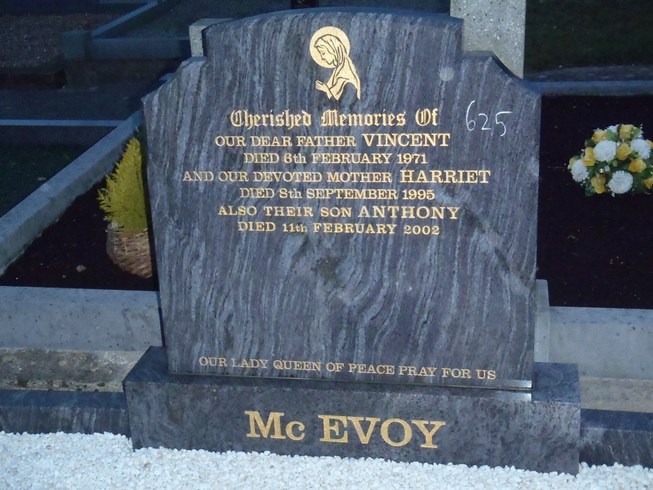 Cherished Memories Of
625
OUR DEAR FATHER VINCENT
DIED 6th FEBRUARY 1971
AND OUR DEVOTED MOTHER HARRIET
DIED 8th SEPTEMBER 1995
ALSO THEIR SON ANTHONY
DIED 11th FEBRUARY 2002
OUR LADY QUEEN OF PEACE PRAY FOR US
Mc EVOY